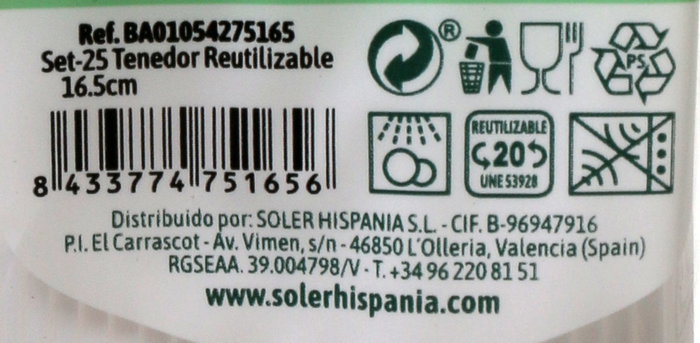 Ref. BA01054275165
Set-25 Tenedor Reutilizable
16.5cm
®
PS
REUTILIZABLE
20
UNE 53928
8 433774 751656
Distribuido por: SOLER HISPANIA S.L. - CIF. B-96947916
P.I. El Carrascot - Av. Vimen, s/n - 46850 L'Olleria, Valencia (Spain)
RGSEAA. 39.004798/V - T. +34 96 220 81 51
www.solerhispania.com